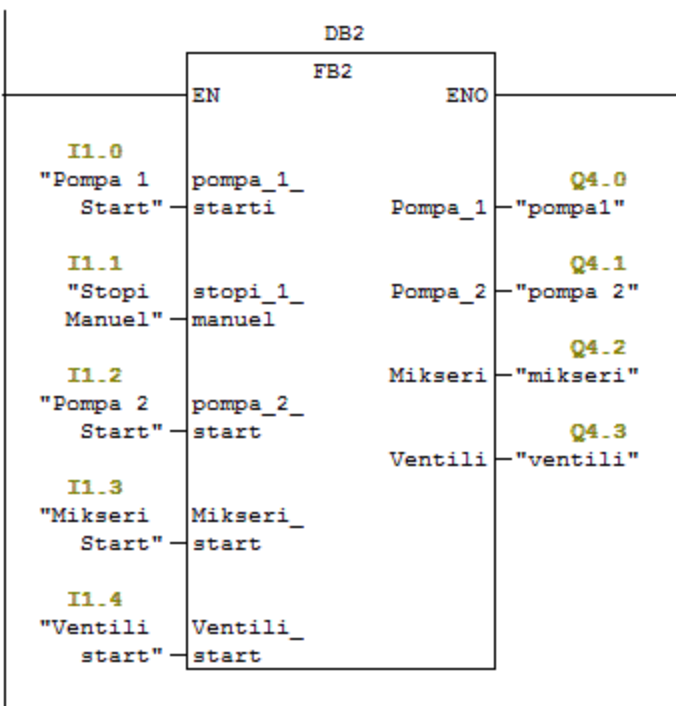 DB2
FB2
EN ENO
I1.0
"Pompa 1 pompa_1_ Q4.0
Start" starti Pompa_1 "pompa1"
I1.1 Q4.1
"Stopi stopi_1_ Pompa_2 "pompa 2"
Manuel" manuel
Q4.2
I1.2 Mikseri "mikseri"
"Pompa 2 pompa_2_
Start" start Q4.3
Ventili "ventili"
I1.3
"Mikseri Mikseri_
Start" start
I1.4
"Ventili Ventili_
start" start